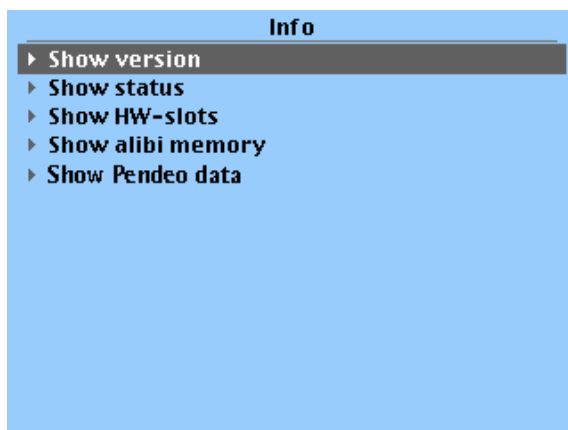 Info
Show version
Show status
Show HW-slots
Show alibi memory
Show Pendeo data